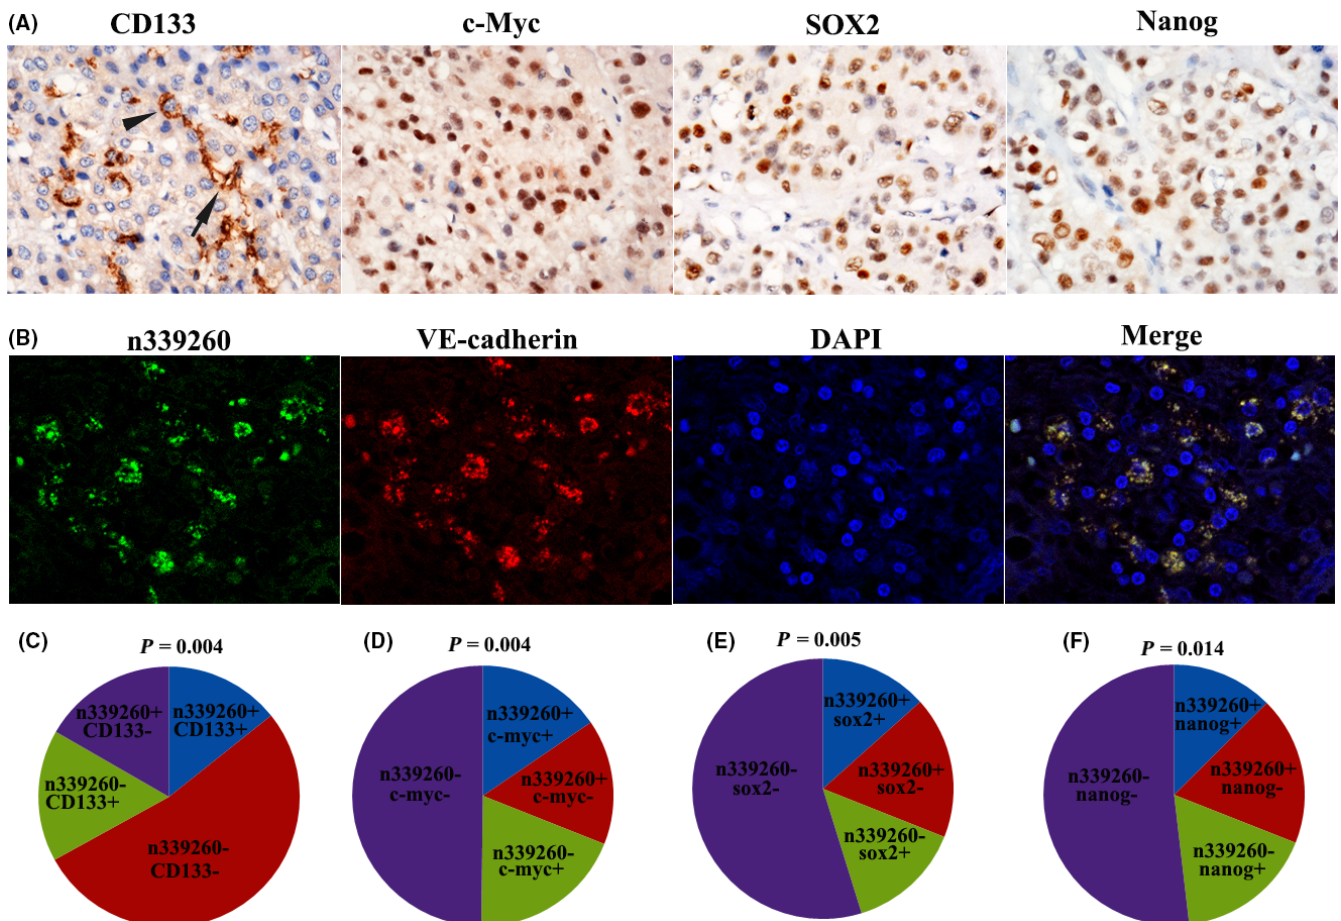 (A)
CD133
c-Myc
SOX2
Nanog
(B)
n339260
VE-cadherin
DAPI
Merge
(C)
P = 0.004
n339260+
CD133-
n339260+
CD133+
n339260-
CD133+
n339260-
CD133-
(D)
P = 0.004
n339260-
c-myc-
n339260+
c-myc+
n339260+
c-myc-
n339260-
c-myc+
(E)
P = 0.005
n339260-
sox2-
n339260+
sox2+
n339260+
sox2-
n339260-
sox2+
(F)
P = 0.014
n339260-
nanog-
n339260+
nanog+
n339260+
nanog-
n339260-
nanog+